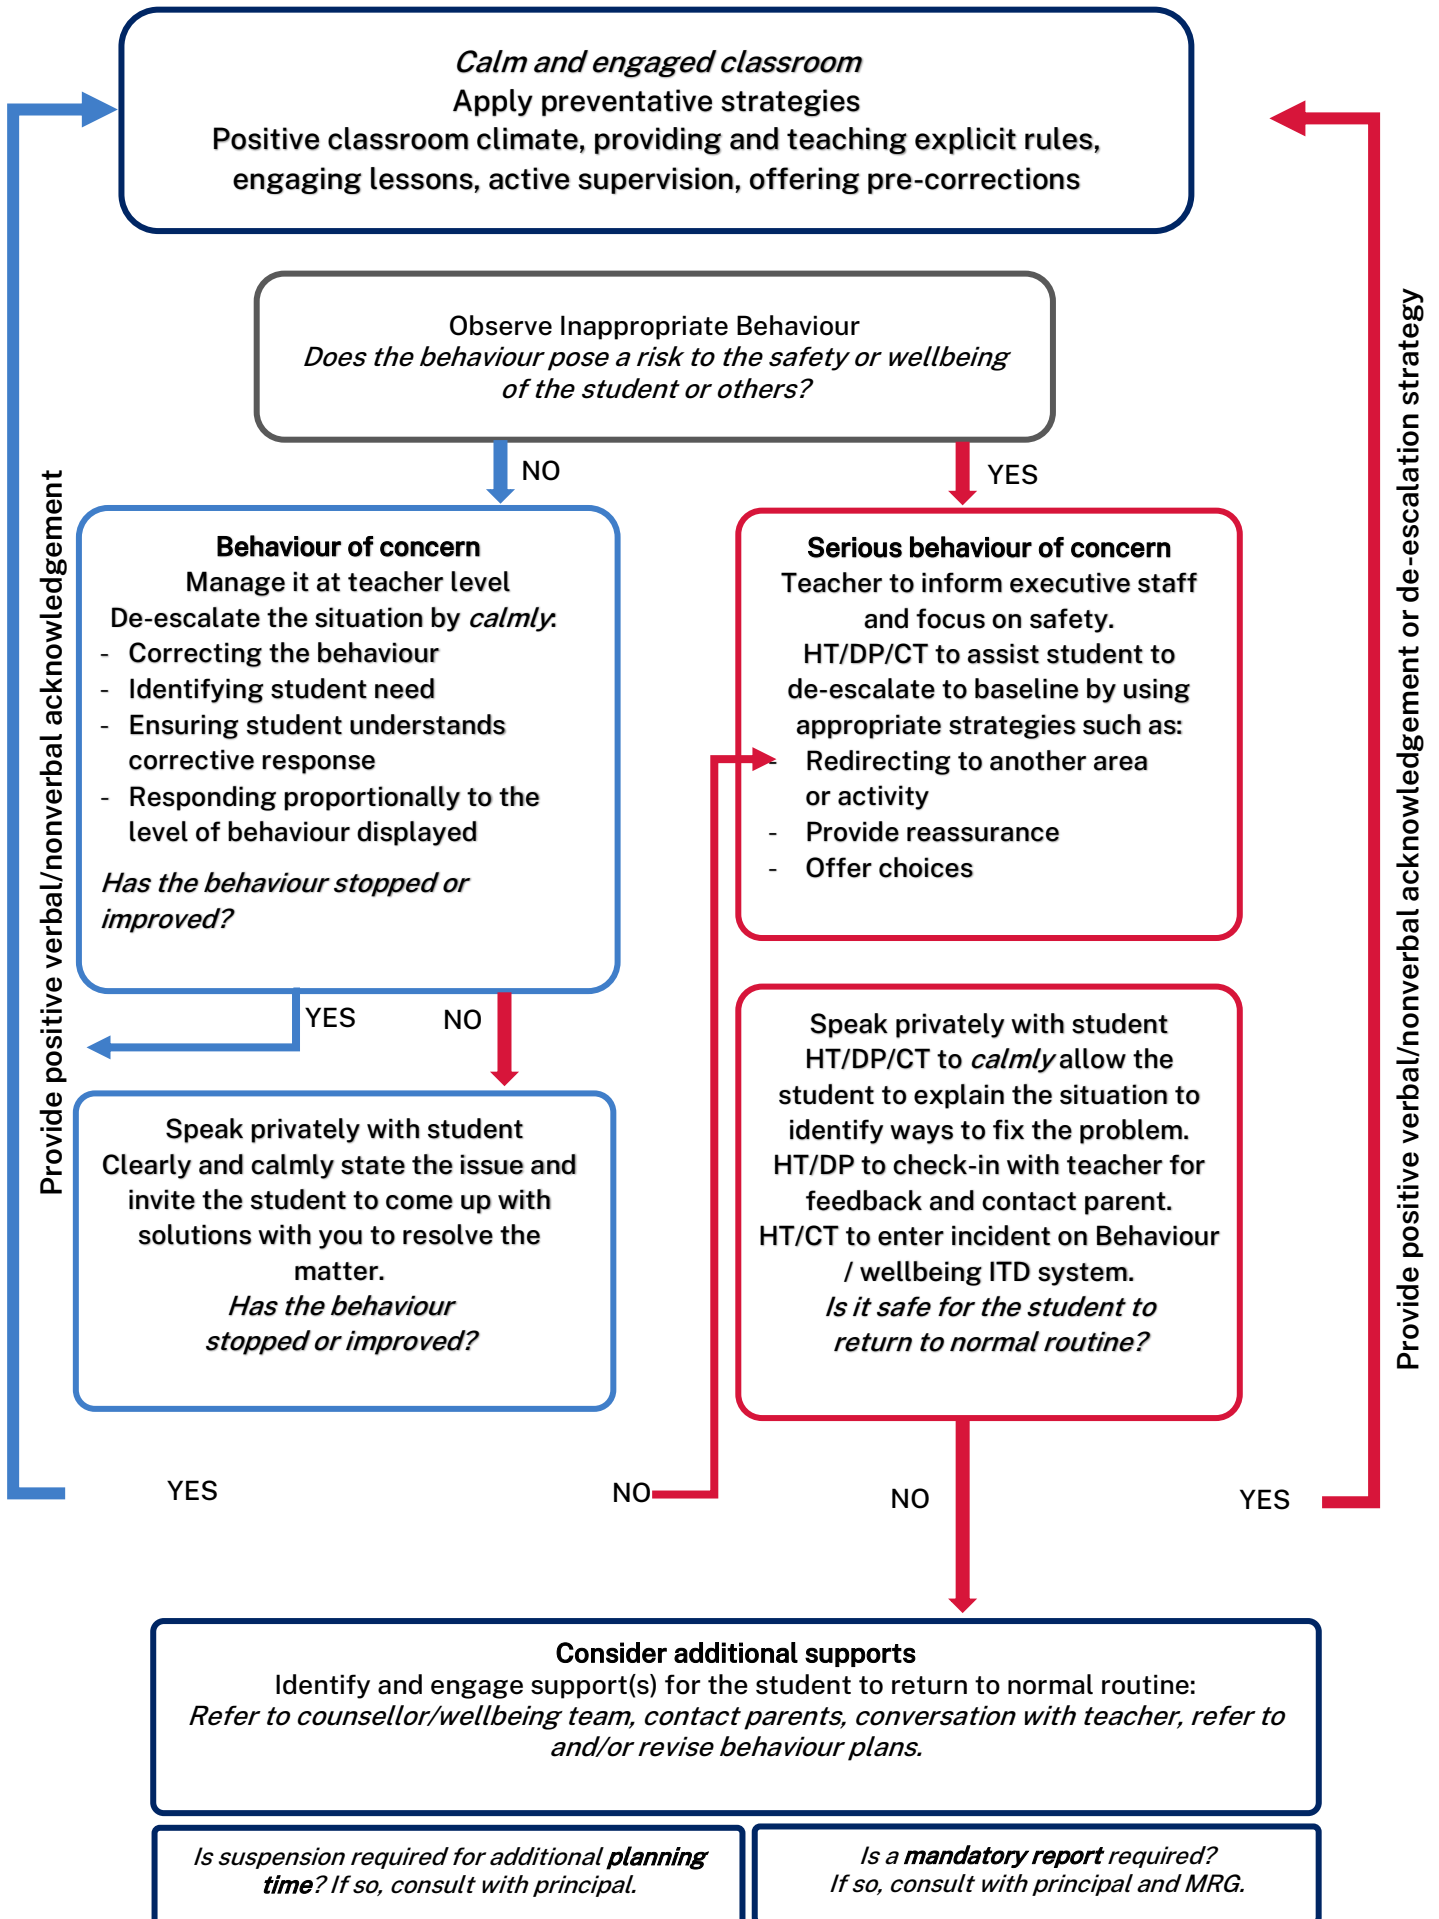 Calm and engaged classroom
Apply preventative strategies
Positive classroom climate, providing and teaching explicit rules,
engaging lessons, active supervision, offering pre-corrections
Observe Inappropriate Behaviour
Does the behaviour pose a risk to the safety or wellbeing
of the student or others?
NO
YES
Behaviour of concern
Manage it at teacher level
De-escalate the situation by calmly:
- Correcting the behaviour
- Identifying student need
- Ensuring student understands
corrective response
- Responding proportionally to the
level of behaviour displayed
Has the behaviour stopped or
improved?
Serious behaviour of concern
Teacher to inform executive staff
and focus on safety.
HT/DP/CT to assist student to
de-escalate to baseline by using
appropriate strategies such as:
- Redirecting to another area
or activity
- Provide reassurance
- Offer choices
YES
NO
Speak privately with student
Clearly and calmly state the issue and
invite the student to come up with
solutions with you to resolve the
matter.
Has the behaviour
stopped or improved?
Speak privately with student
HT/DP/CT to calmly allow the
student to explain the situation to
identify ways to fix the problem.
HT/DP to check-in with teacher for
feedback and contact parent.
HT/CT to enter incident on Behaviour
/ wellbeing ITD system.
Is it safe for the student to
return to normal routine?
YES
NO
NO
YES
Provide positive verbal/nonverbal acknowledgement
Provide positive verbal/nonverbal acknowledgement or de-escalation strategy
Consider additional supports
Identify and engage support(s) for the student to return to normal routine:
Refer to counsellor/wellbeing team, contact parents, conversation with teacher, refer to
and/or revise behaviour plans.
Is suspension required for additional planning
time? If so, consult with principal.
Is a mandatory report required?
If so, consult with principal and MRG.